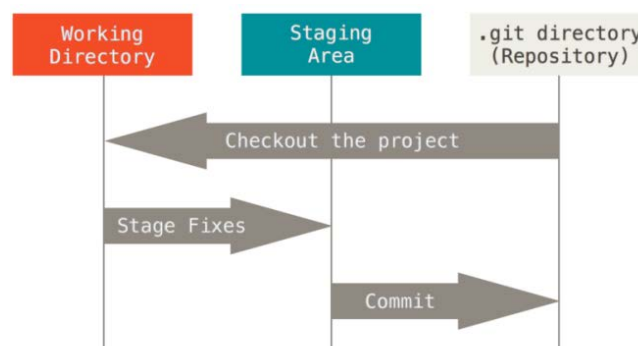 Working
Directory
Staging
Area
.git directory
(Repository)
Checkout the project
Stage Fixes
Commit